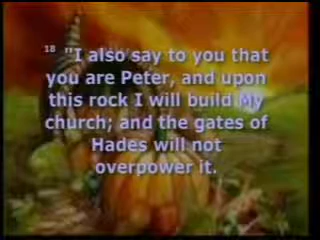 18 "I also say to you that
you are Peter, and upon
this rock I will build My
church; and the gates of
Hades will not
overpower it.